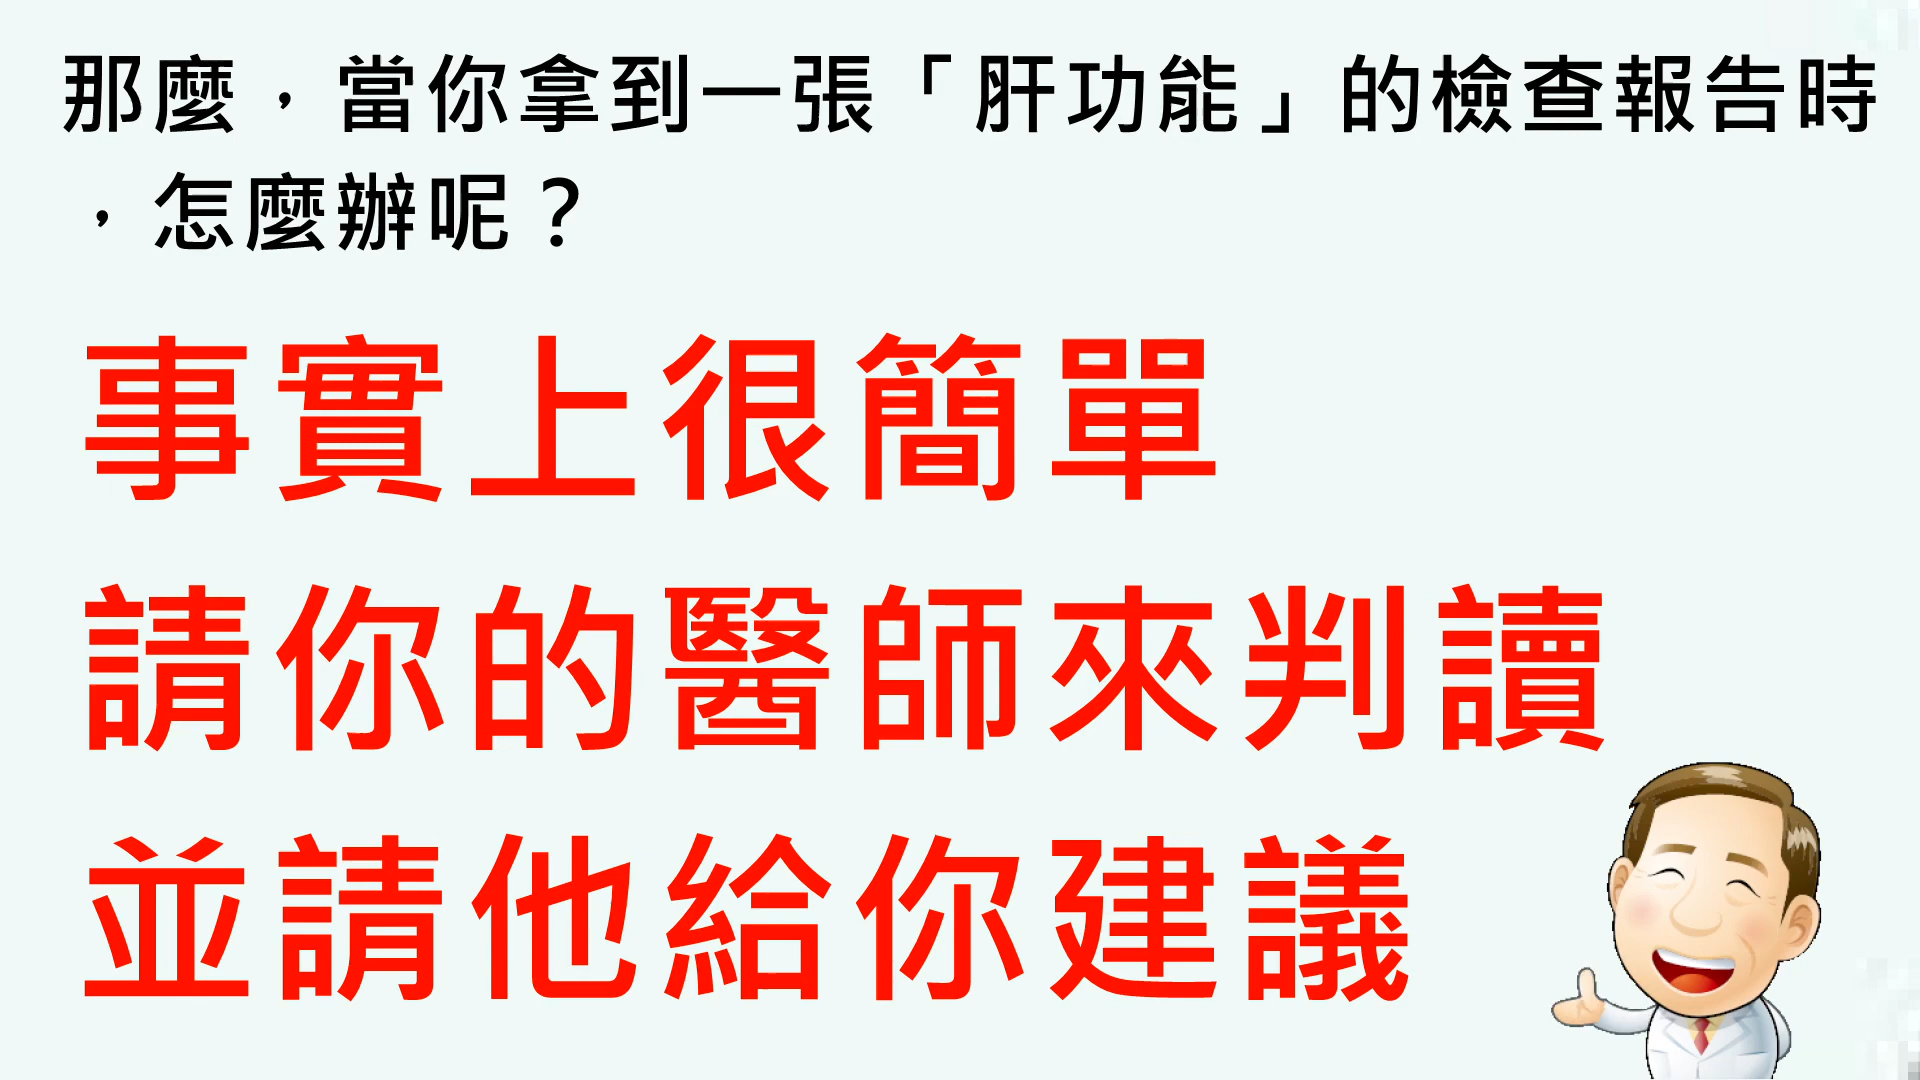 那麼，當你拿到一張「肝功能」的檢查報告時
，怎麼辦呢？
事實上很簡單
請你的醫師來判讀
並請他給你建議